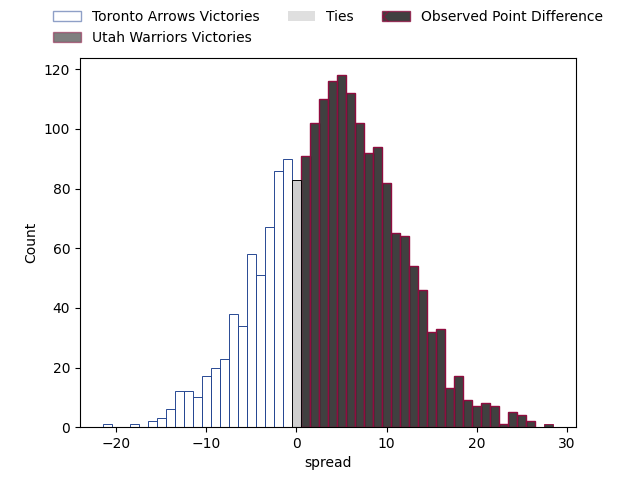 Toronto Arrows Victories
Ties
Observed Point Difference
Utah Warriors Victories
120
100
80
60
40
20
0
Count
−20
−10
0
10
20
30
spread